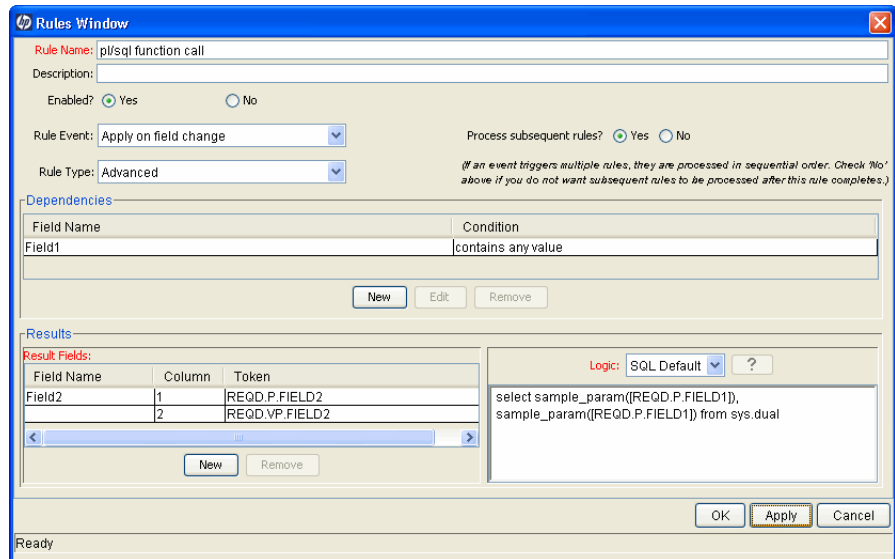 hp Rules Window
Rule Name: pl/sql function call
Description:
Enabled? Yes No
Rule Event: Apply on field change Process subsequent rules? Yes No
Rule Type: Advanced
(If an event triggers multiple rules, they are processed in sequential order. Check 'No'
above if you do not want subsequent rules to be processed after this rule completes.)
Dependencies
Field Name Condition
Field1 contains any value
New Edit Remove
Results
Result Fields:
Field Name Column Token
Field2 1 REQD.P.FIELD2
2 REQD.VP.FIELD2
New Remove
Logic: SQL Default ?
select sample_param([REQD.P.FIELD1]),
sample_param([REQD.P.FIELD1]) from sys.dual
OK Apply Cancel
Ready